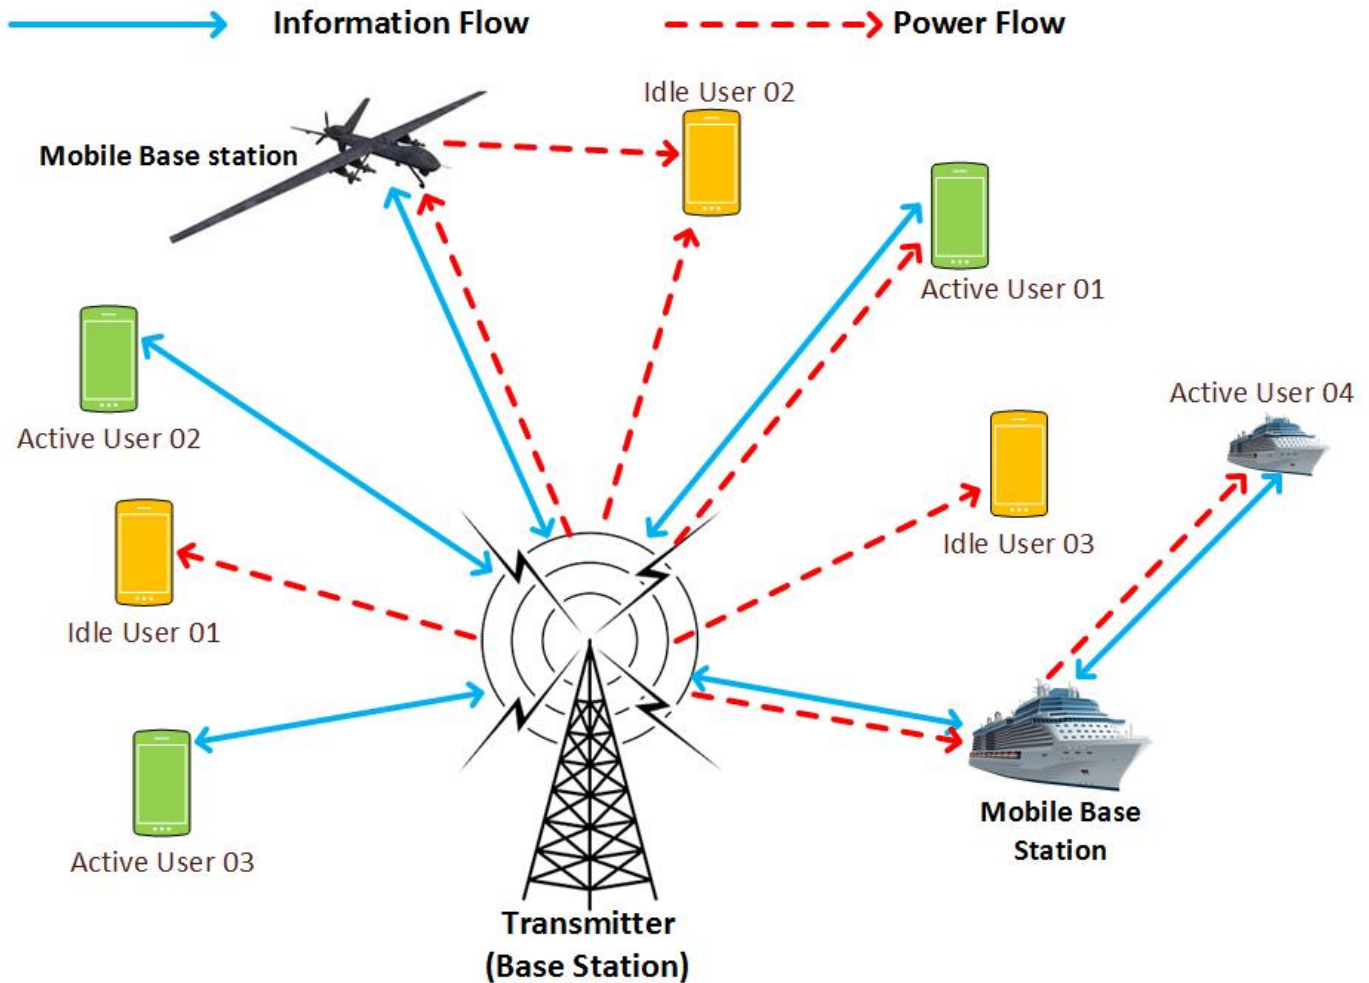 Information Flow
Power Flow
Idle User 02
Mobile Base station
Active User 01
Active User 04
Active User 02
Idle User 03
Idle User 01
Mobile Base
Station
Active User 03
Transmitter
(Base Station)